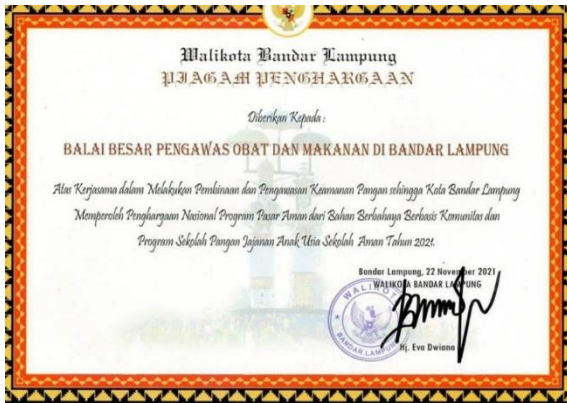 Walikota Bandar Lampung
PIAGAM PENGHARGAAN
Diberikan Kepada :
BALAI BESAR PENGAWAS OBAT DAN MAKANAN DI BANDAR LAMPUNG
Atas Kerjasama dalam Melakukan Pembinaan dan Pengawasan Keamanan Pangan sehingga Kota Bandar Lampung
Memperoleh Penghargaan Nasional Program Pasar Aman dari Bahan Berbahaya Berbasis Komunitas dan
Program Sekolah Pangan Jajanan Anak Usia Sekolah Aman Tahun 2021.
Bandar Lampung, 22 November 2021
WALIKOTA BANDAR LAMPUNG
WALIKOTA
BANDAR LAMPUNG
Hj. Eva Dwiana